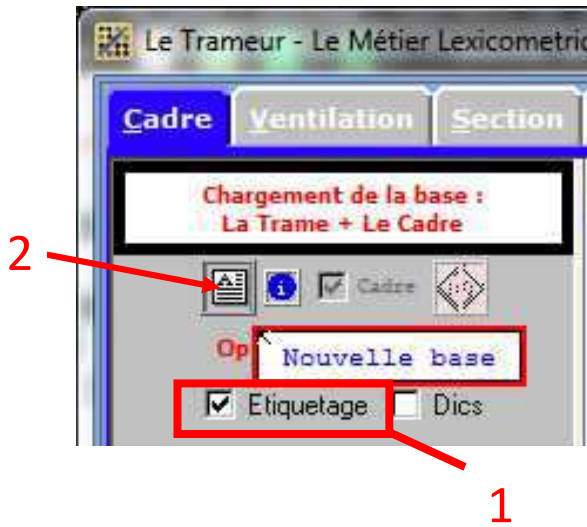 Le Trameur - Le Métier Lexicometric
Cadre Ventilation Section
Chargement de la base :
La Trame + Le Cadre
2
Cadre
Op
Nouvelle base
Etiquetage Dics
1